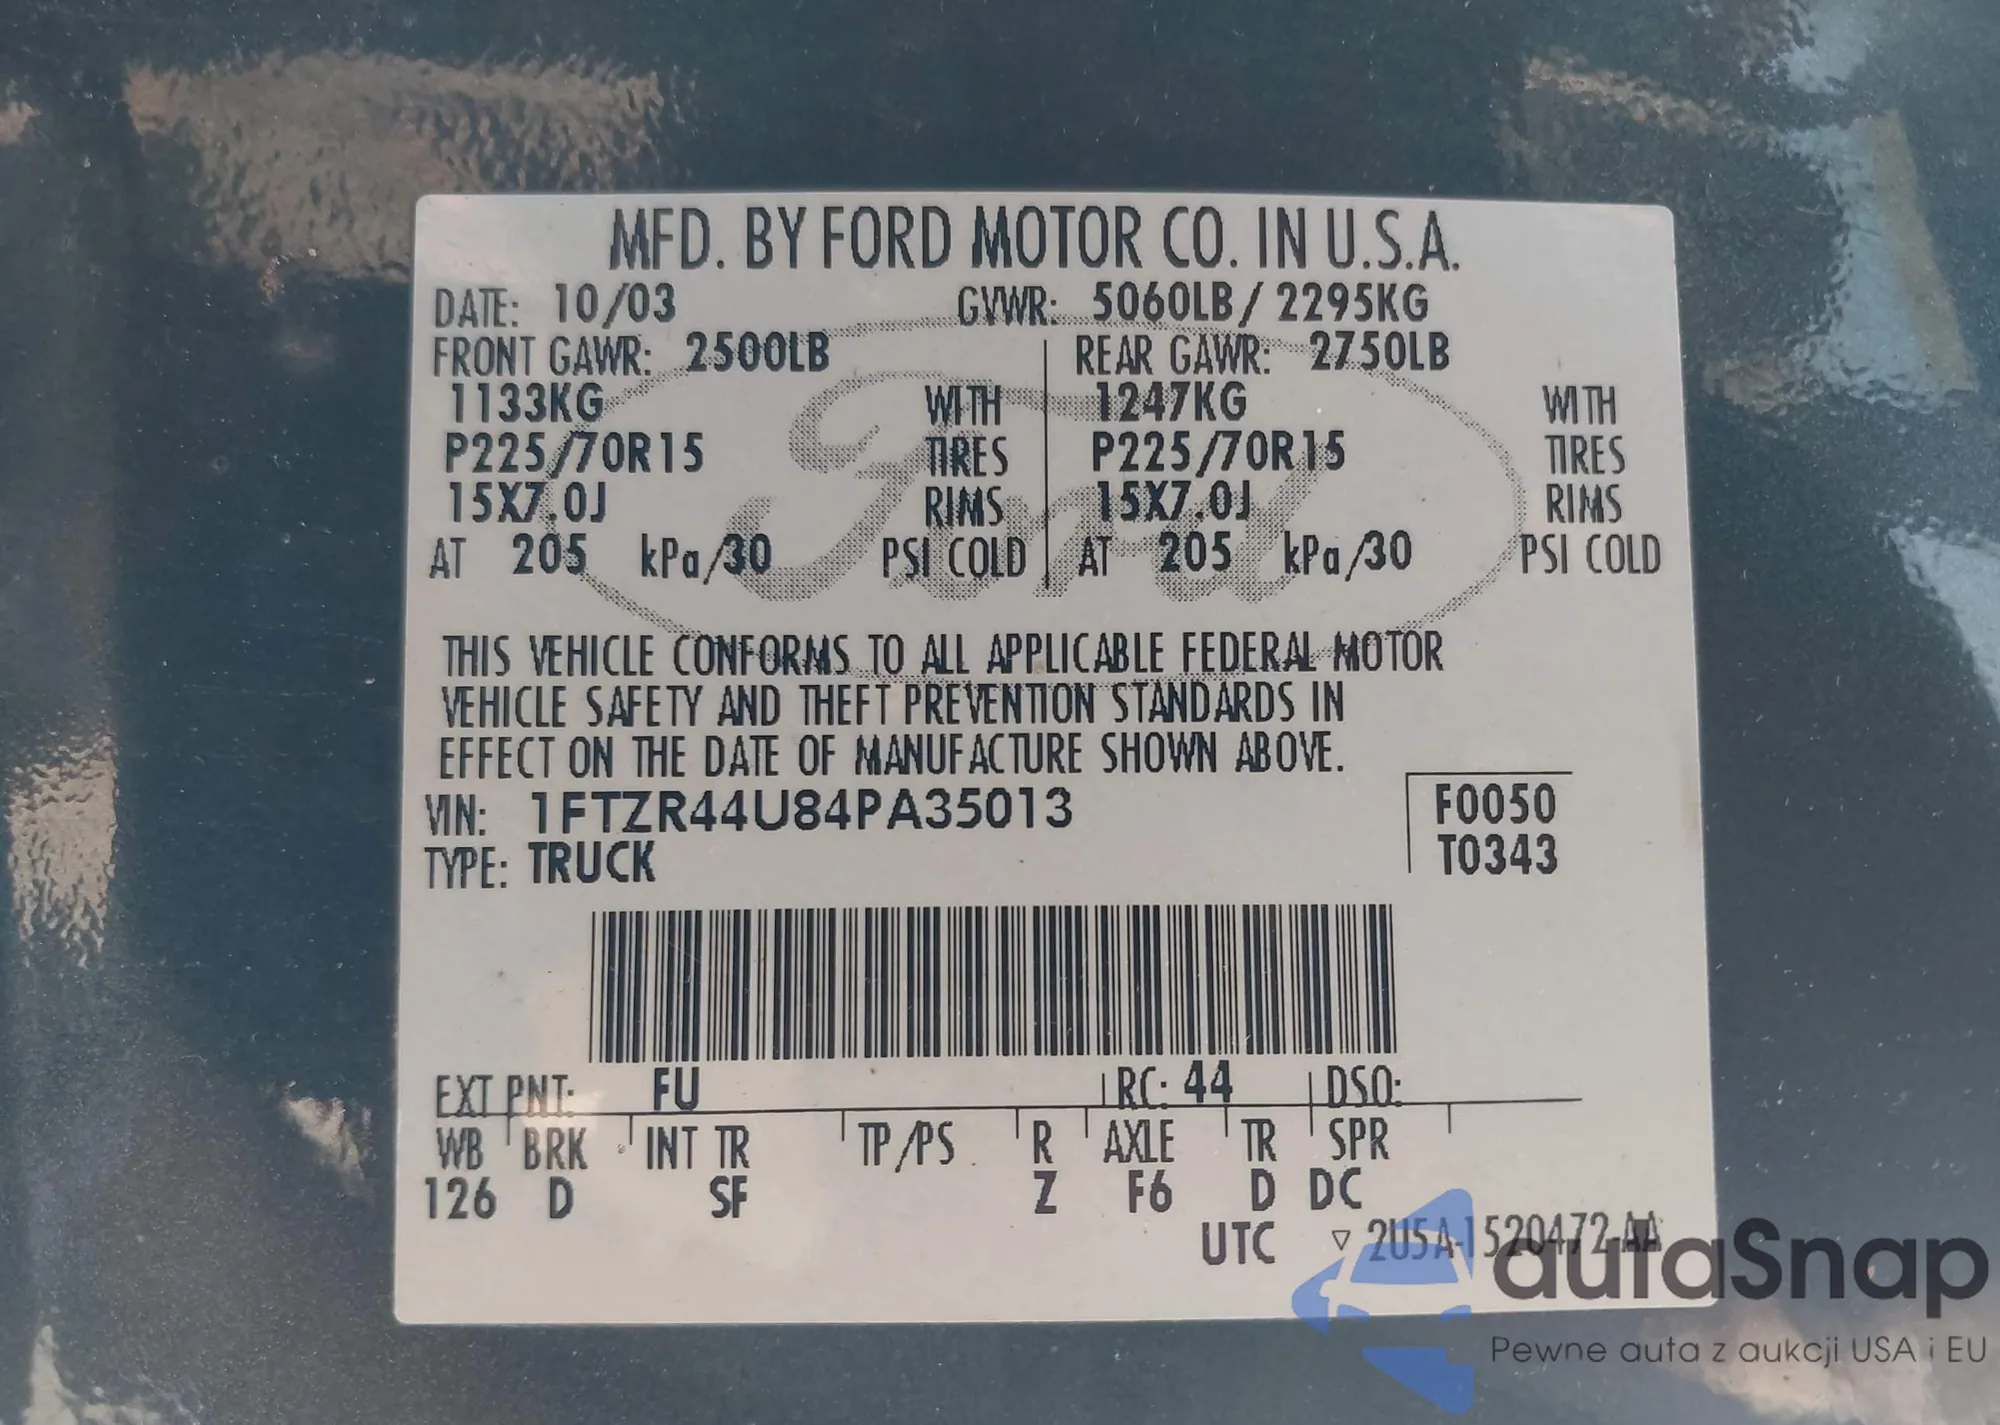 MFD. BY FORD MOTOR CO. IN U.S.A.
DATE: 10/03 GVWR: 5060LB/ 2295KG
FRONT GAWR: 2500LB REAR GAWR: 2750LB
1133KG WITH 1247KG WITH
P225/70R15 TIRES P225/70R15 TIRES
15X7.0J RIMS 15X7.0J RIMS
AT 205 kPa/30 PSI COLD AT 205 kPa/30 PSI COLD
Ford
THIS VEHICLE CONFORMS TO ALL APPLICABLE FEDERAL MOTOR
VEHICLE SAFETY AND THEFT PREVENTION STANDARDS IN
EFFECT ON THE DATE OF MANUFACTURE SHOWN ABOVE.
VIN: 1FTZR44U84PA35013 F0050
TYPE: TRUCK T0343
EXT PNT: FU RC: 44 DSO:
WB BRK INT TR TP/PS R AXLE TR SPR
126 D SF Z F6 D DC
UTC ▽ 2U5A-1520472-AA
autaSnap
Pewne auta z aukcji USA i EU